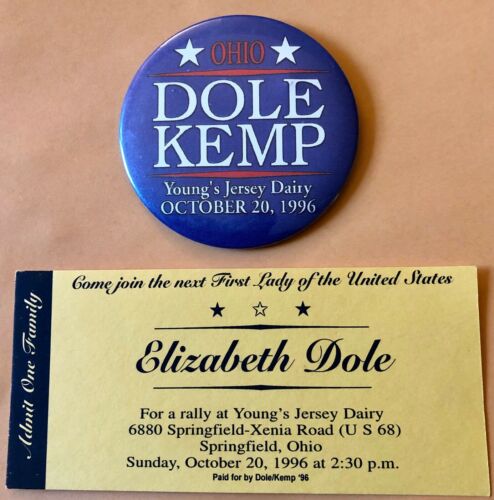 OHIO
DOLE
KEMP
Young's Jersey Dairy
OCTOBER 20, 1996
Admit One Family
Come join the next First Lady of the United States
Elizabeth Dole
For a rally at Young's Jersey Dairy
6880 Springfield-Xenia Road (U S 68)
Springfield, Ohio
Sunday, October 20, 1996 at 2:30 p.m.
Paid for by Dole/Kemp '96